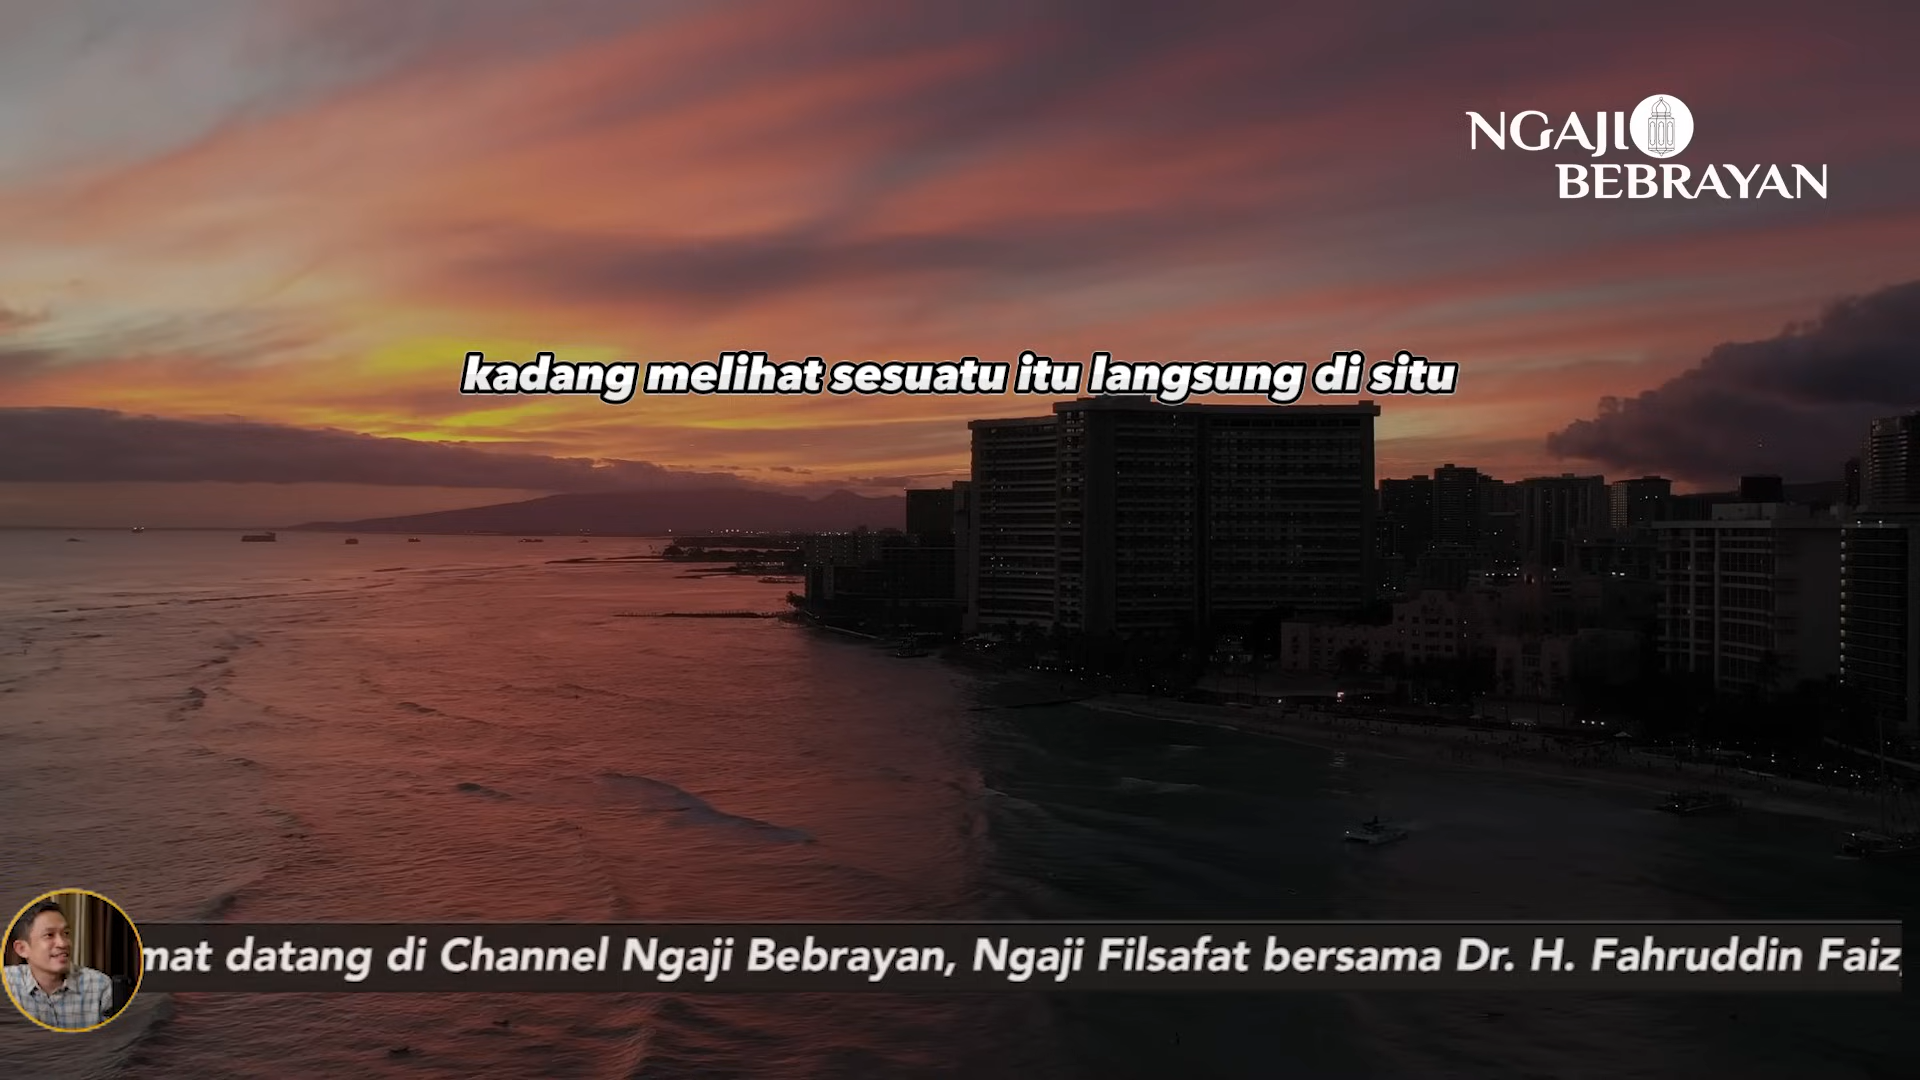 NGAJI
BEBRAYAN
kadang melihat sesuatu itu langsung di situ
mat datang di Channel Ngaji Bebrayan, Ngaji Filsafat bersama Dr. H. Fahruddin Faiz,